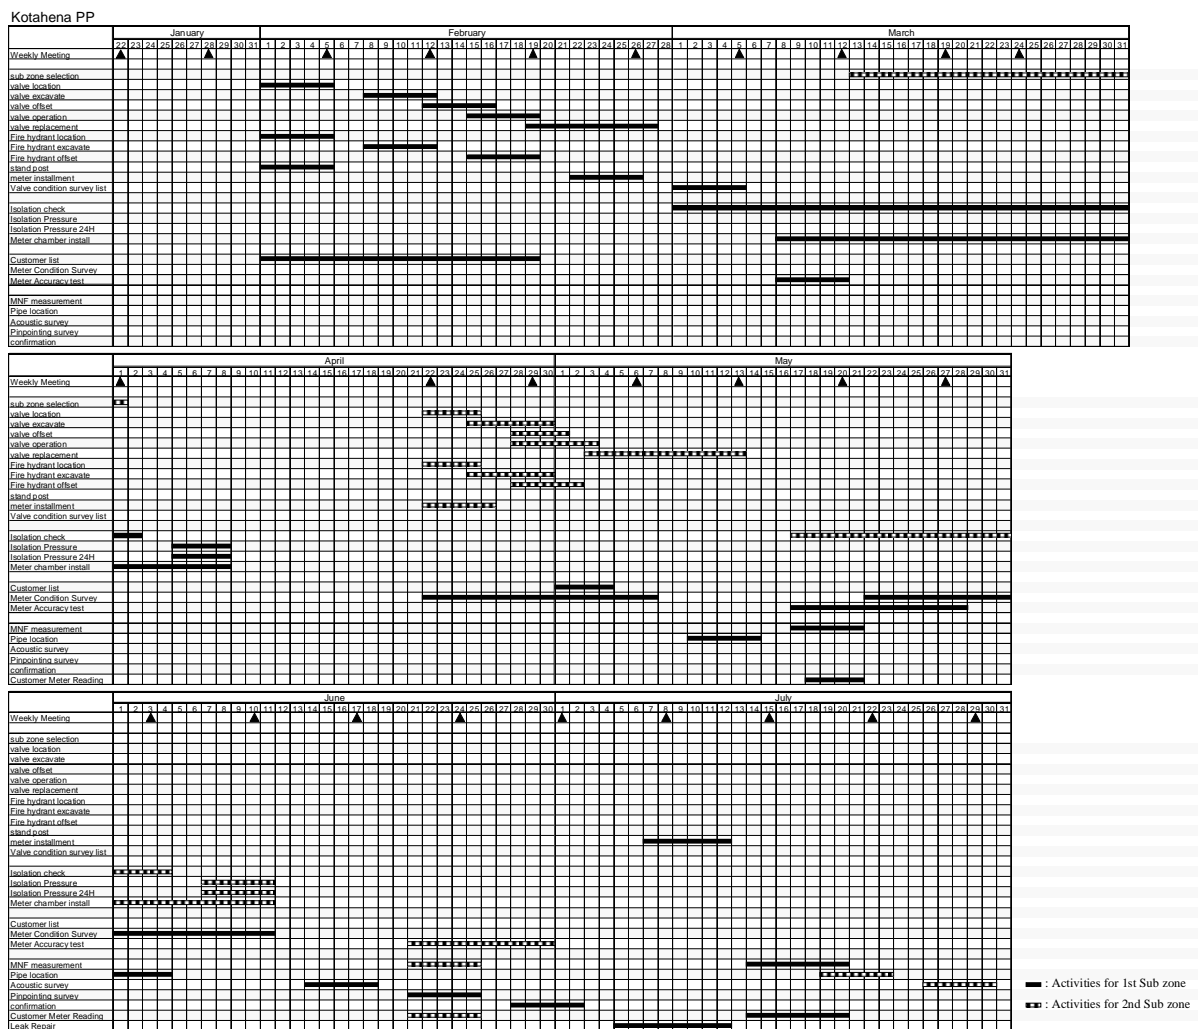 Kotahena PP
January February March
22 23 24 25 26 27 28 29 30 31 1 2 3 4 5 6 7 8 9 10 11 12 13 14 15 16 17 18 19 20 21 22 23 24 25 26 27 28 1 2 3 4 5 6 7 8 9 10 11 12 13 14 15 16 17 18 19 20 21 22 23 24 25 26 27 28 29 30 31
Weekly Meeting
sub zone selection
valve location
valve excavate
valve offset
valve operation
valve replacement
Fire hydrant location
Fire hydrant excavate
Fire hydrant offset
stand post
meter installment
Valve condition survey list
Isolation check
Isolation Pressure
Isolation Pressure 24H
Meter chamber install
Customer list
Meter Condition Survey
Meter Accuracy test
MNF measurement
Pipe location
Acoustic survey
Pinpointing survey
confirmation
April May
1 2 3 4 5 6 7 8 9 10 11 12 13 14 15 16 17 18 19 20 21 22 23 24 25 26 27 28 29 30 1 2 3 4 5 6 7 8 9 10 11 12 13 14 15 16 17 18 19 20 21 22 23 24 25 26 27 28 29 30 31
Weekly Meeting
sub zone selection
valve location
valve excavate
valve offset
valve operation
valve replacement
Fire hydrant location
Fire hydrant excavate
Fire hydrant offset
stand post
meter installment
Valve condition survey list
Isolation check
Isolation Pressure
Isolation Pressure 24H
Meter chamber install
Customer list
Meter Condition Survey
Meter Accuracy test
MNF measurement
Pipe location
Acoustic survey
Pinpointing survey
confirmation
Customer Meter Reading
June July
1 2 3 4 5 6 7 8 9 10 11 12 13 14 15 16 17 18 19 20 21 22 23 24 25 26 27 28 29 30 1 2 3 4 5 6 7 8 9 10 11 12 13 14 15 16 17 18 19 20 21 22 23 24 25 26 27 28 29 30 31
Weekly Meeting
sub zone selection
valve location
valve excavate
valve offset
valve operation
valve replacement
Fire hydrant location
Fire hydrant excavate
Fire hydrant offset
stand post
meter installment
Valve condition survey list
Isolation check
Isolation Pressure
Isolation Pressure 24H
Meter chamber install
Customer list
Meter Condition Survey
Meter Accuracy test
MNF measurement
Pipe location
Acoustic survey
Pinpointing survey
confirmation
Customer Meter Reading
Leak Repair
: Activities for 1st Sub zone
: Activities for 2nd Sub zone